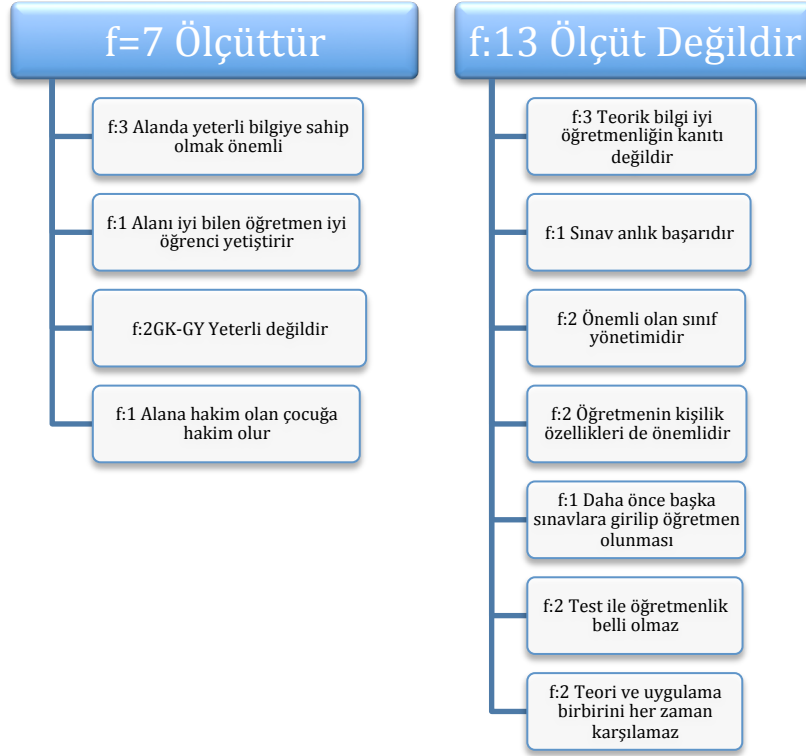 f=7 Ölçüttür
f:3 Alanda yeterli bilgiye sahip
olmak önemli
f:1 Alanı iyi bilen öğretmen iyi
öğrenci yetiştirir
f:2GK-GY Yeterli değildir
f:1 Alana hakim olan çocuğa
hakim olur
f:13 Ölçüt Değildir
f:3 Teorik bilgi iyi
öğretmenliğin kanıtı
değildir
f:1 Sınav anlık başarıdır
f:2 Önemli olan sınıf
yönetimidir
f:2 Öğretmenin kişilik
özellikleri de önemlidir
f:1 Daha önce başka
sınavlara girilip öğretmen
olunması
f:2 Test ile öğretmenlik
belli olmaz
f:2 Teori ve uygulama
birbirini her zaman
karşılamaz